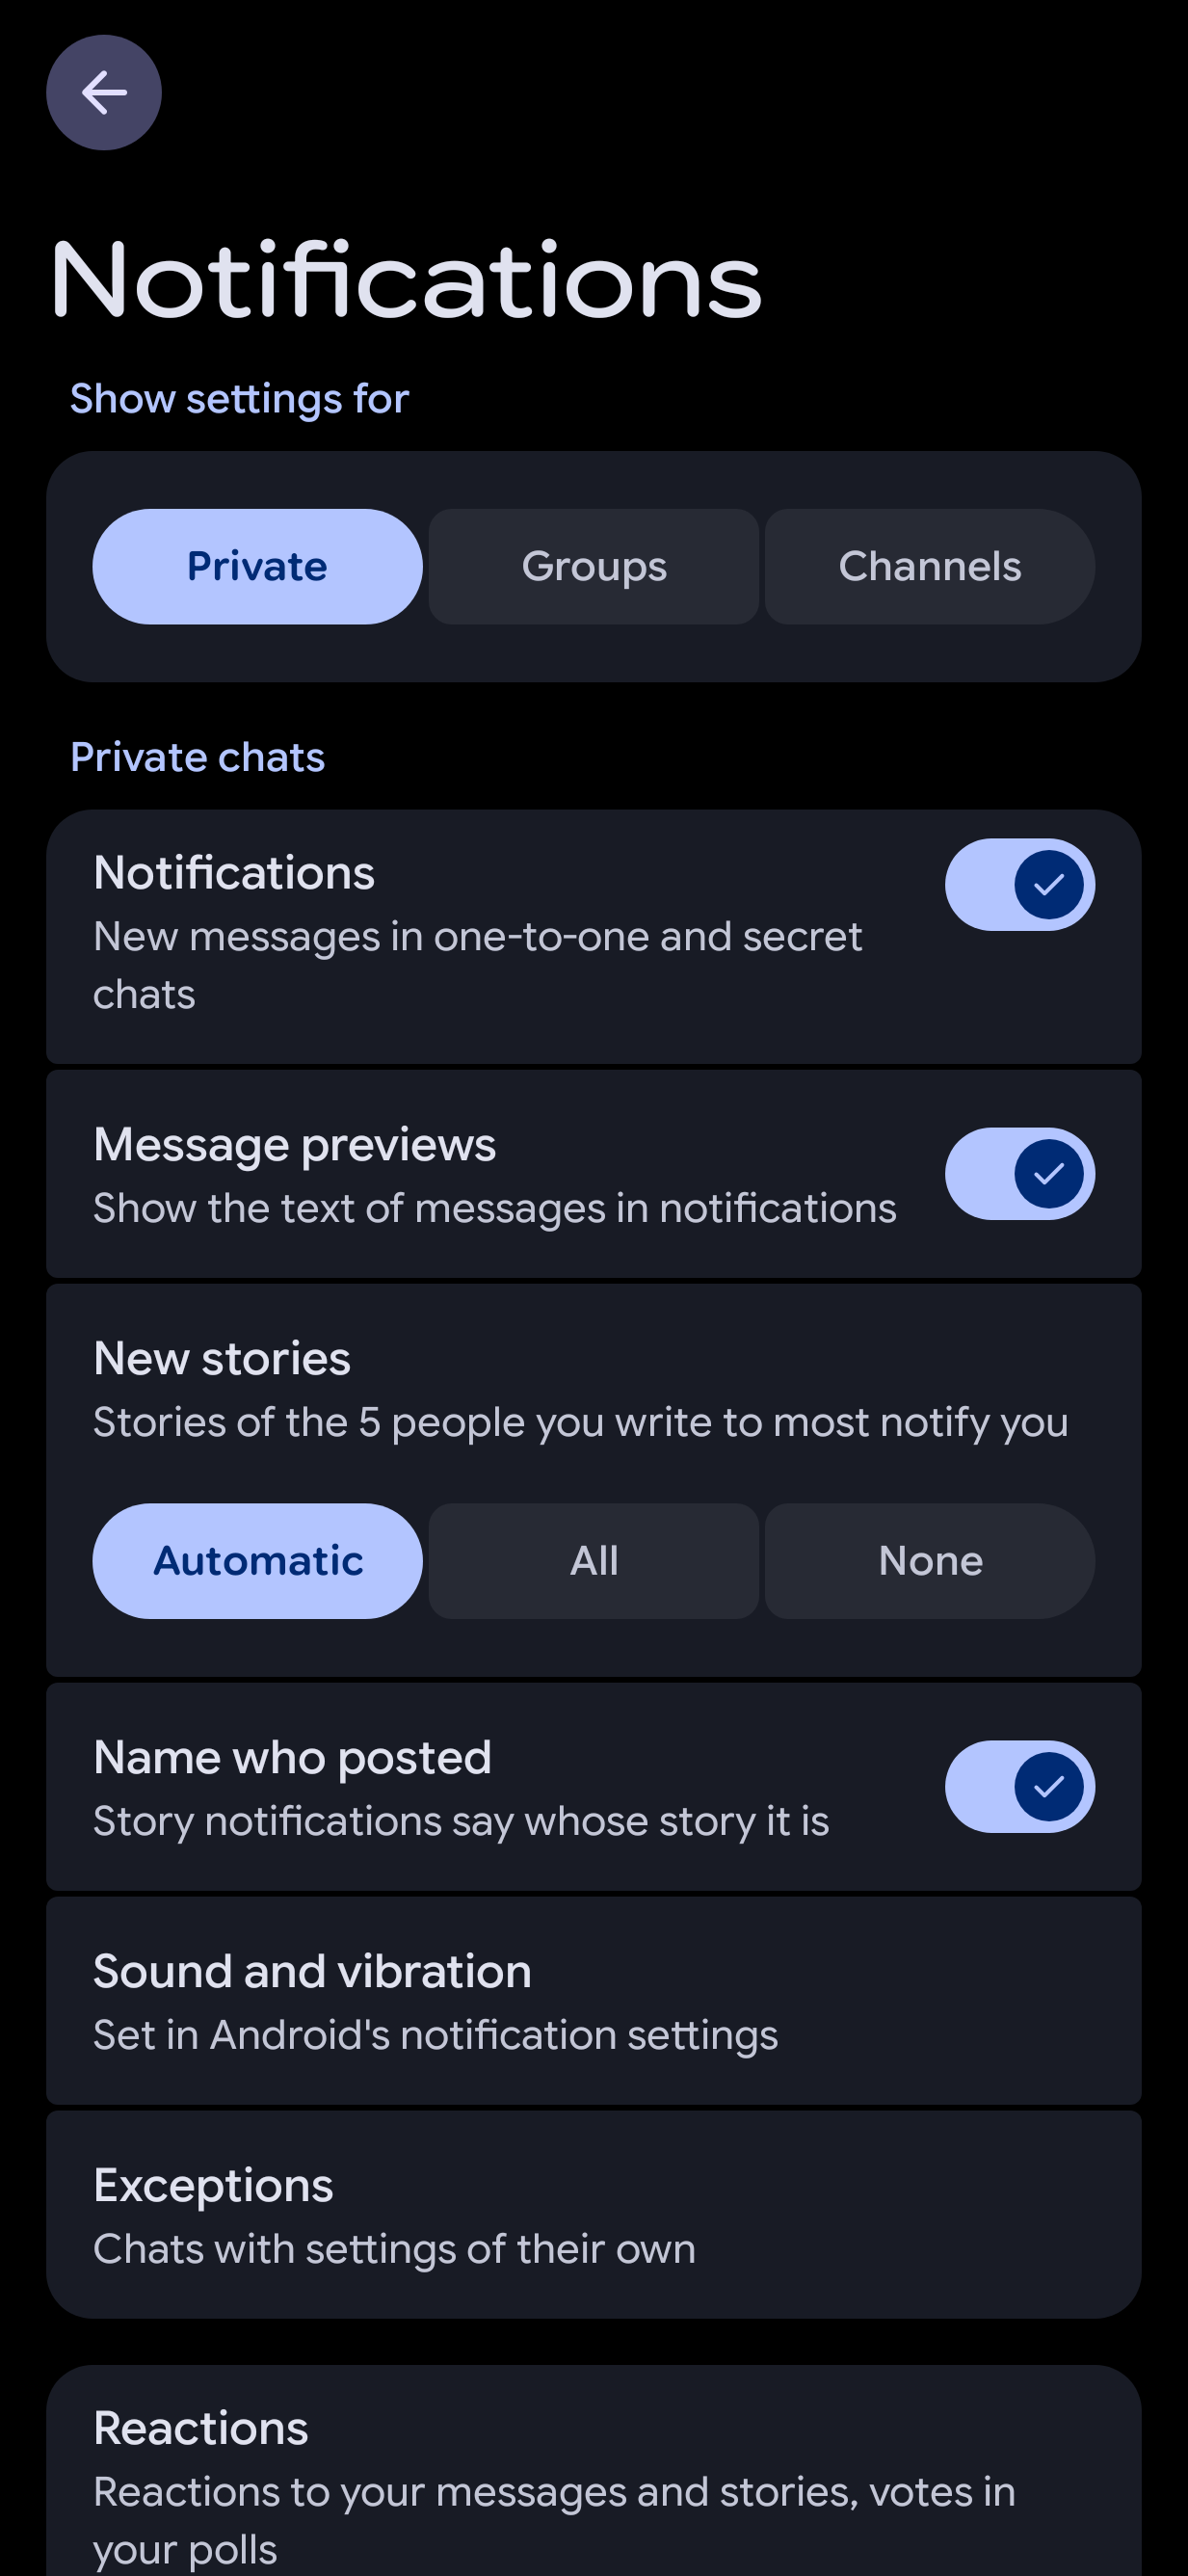 Notifications
Show settings for
Private
Groups
Channels
Private chats
Notifications
New messages in one-to-one and secret
chats
Message previews
Show the text of messages in notifications
New stories
Stories of the 5 people you write to most notify you
Automatic
All
None
Name who posted
Story notifications say whose story it is
Sound and vibration
Set in Android's notification settings
Exceptions
Chats with settings of their own
Reactions
Reactions to your messages and stories, votes in
your polls